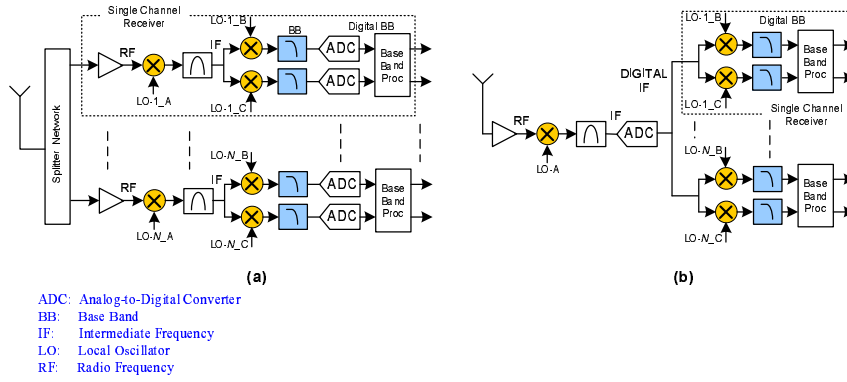 Single Channel
Receiver
LO-1_B
BB
Digital BB
RF
IF
ADC
Base
Band
Proc
ADC
LO-1_A
LO-1_C
Splitter Network
LO-N_B
RF
IF
ADC
Base
Band
Proc
ADC
LO-N_A
LO-N_C
(a)
LO-1_B
Digital BB
Base
Band
Proc
DIGITAL
IF
LO-1_C
Single Channel
Receiver
RF
IF
ADC
LO-A
LO-N_B
Base
Band
Proc
LO-N_C
(b)
ADC: Analog-to-Digital Converter
BB: Base Band
IF: Intermediate Frequency
LO: Local Oscillator
RF: Radio Frequency